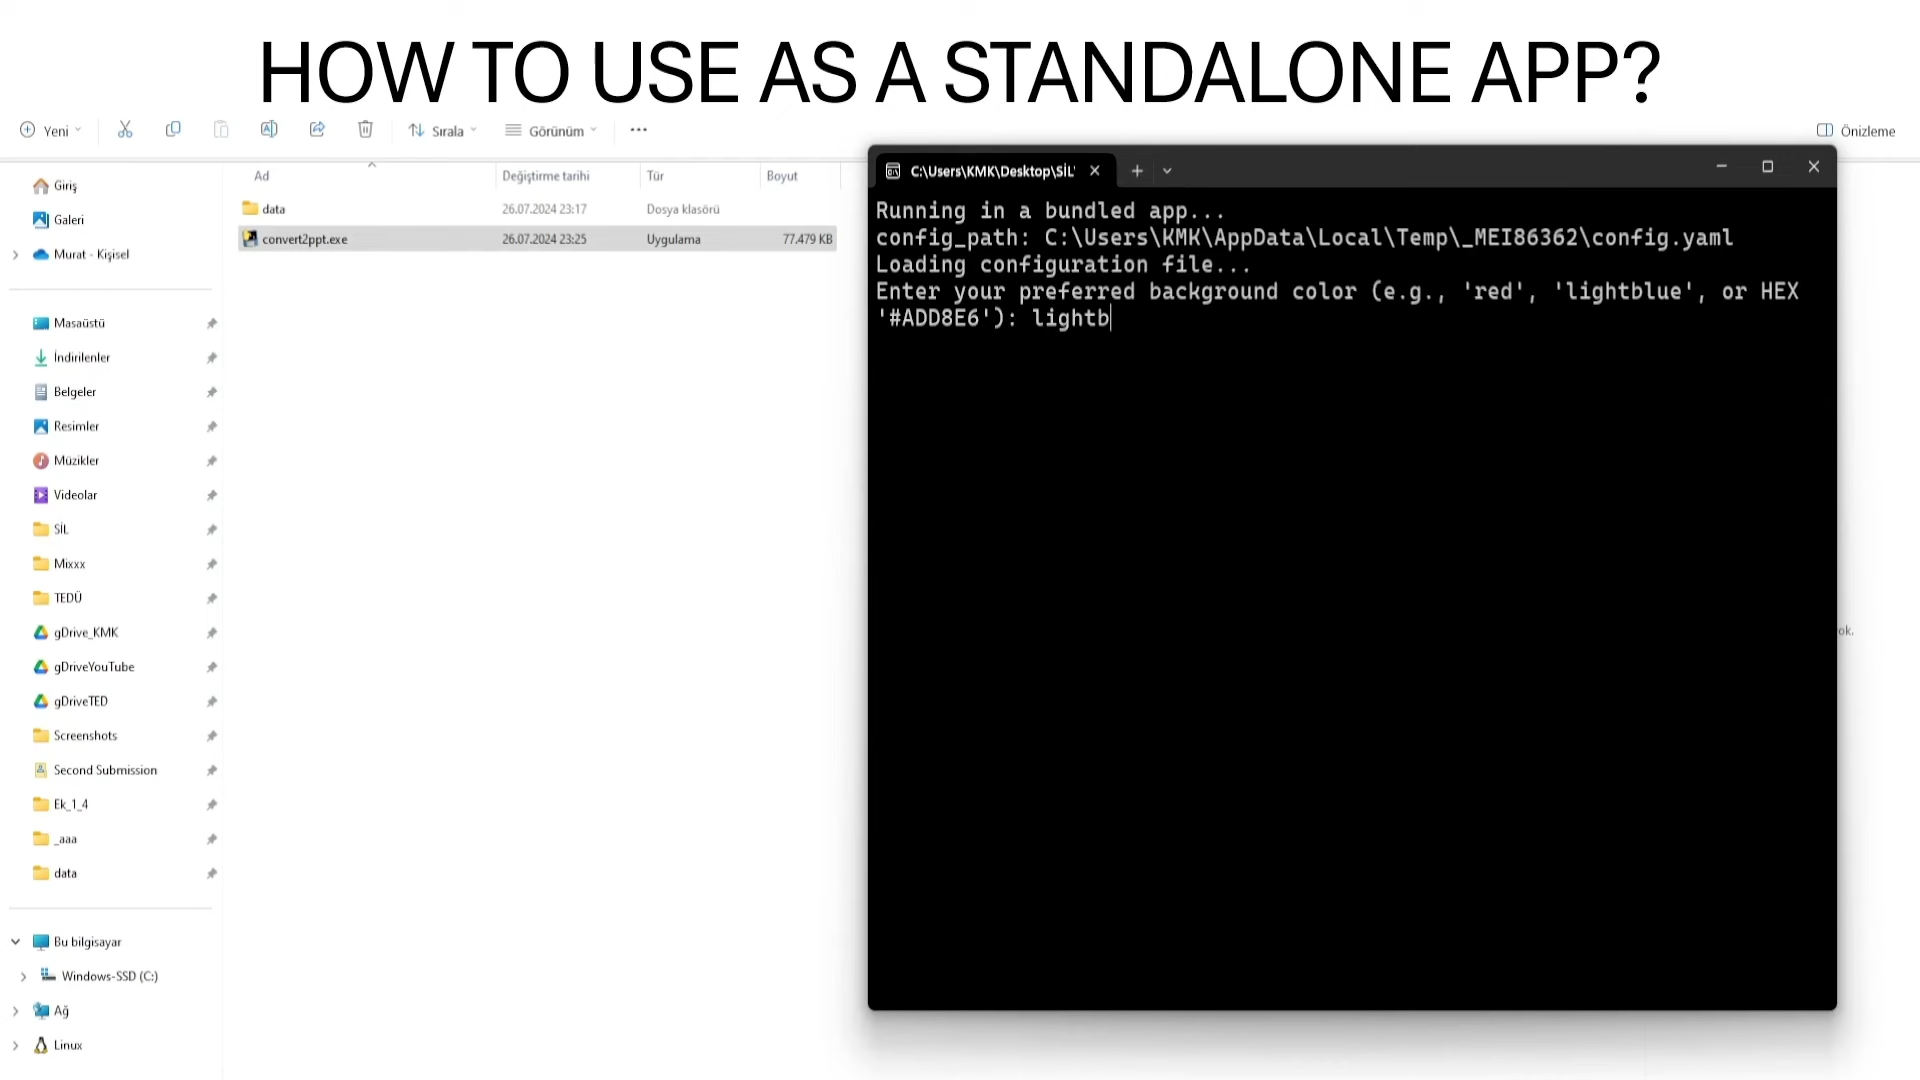 HOW TO USE AS A STANDALONE APP?
Yeni
Sırala
Görünüm
Önizleme
Giriş
Galeri
Murat - Kişisel
Masaüstü
İndirilenler
Belgeler
Resimler
Müzikler
Videolar
SİL
Mixxx
TEDÜ
gDrive_KMK
gDriveYouTube
gDriveTED
Screenshots
Second Submission
Ek_1_4
_aaa
data
Bu bilgisayar
Windows-SSD (C:)
Ağ
Linux
Ad Değiştirme tarihi Tür Boyut
data 26.07.2024 23:17 Dosya klasörü
convert2ppt.exe 26.07.2024 23:25 Uygulama 77.479 KB
C:\Users\KMK\Desktop\SİL'
Running in a bundled app...
config_path: C:\Users\KMK\AppData\Local\Temp\_MEI86362\config.yaml
Loading configuration file...
Enter your preferred background color (e.g., 'red', 'lightblue', or HEX
'#ADD8E6'): lightb
ok.